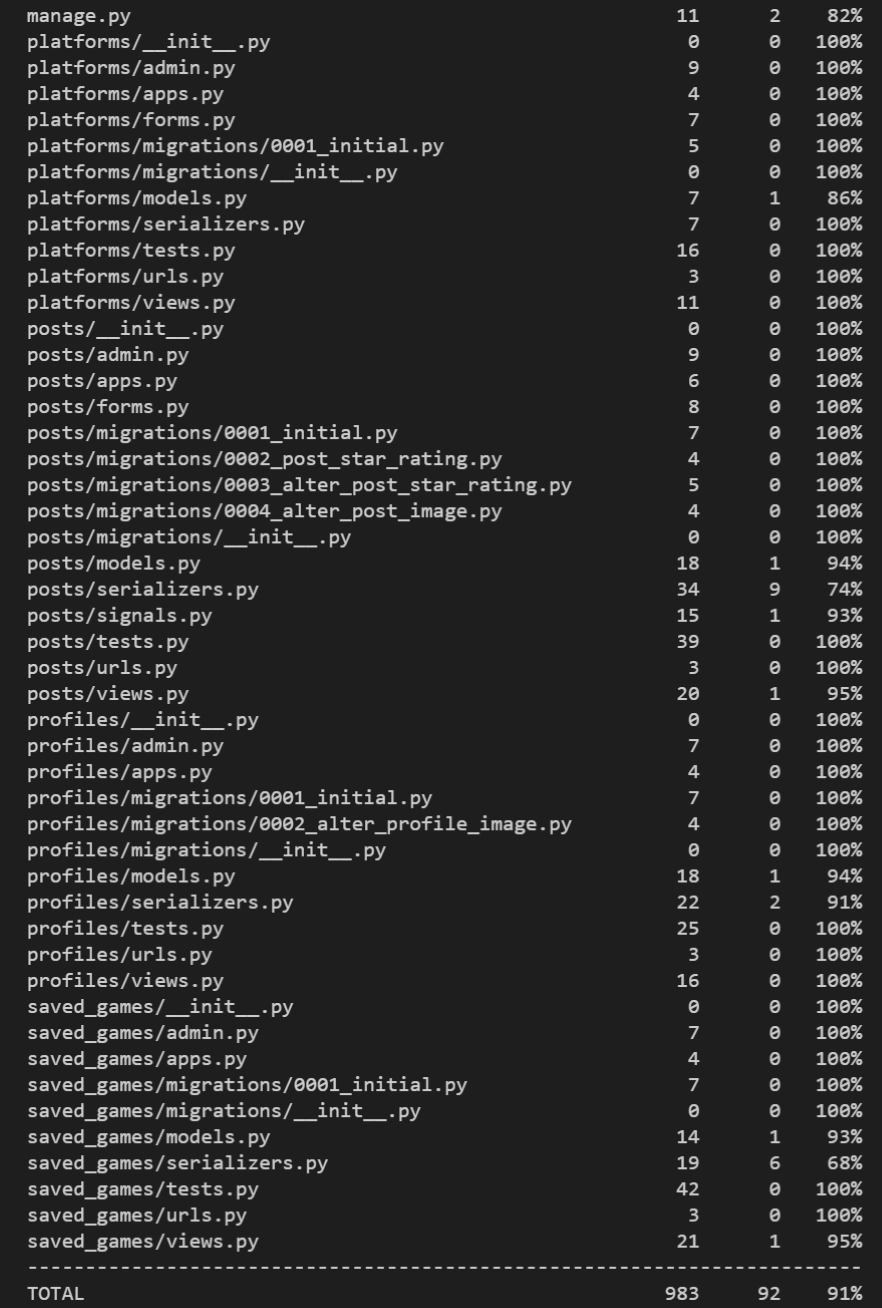 manage.py 11 2 82%
platforms/__init__.py 0 0 100%
platforms/admin.py 9 0 100%
platforms/apps.py 4 0 100%
platforms/forms.py 7 0 100%
platforms/migrations/0001_initial.py 5 0 100%
platforms/migrations/__init__.py 0 0 100%
platforms/models.py 7 1 86%
platforms/serializers.py 7 0 100%
platforms/tests.py 16 0 100%
platforms/urls.py 3 0 100%
platforms/views.py 11 0 100%
posts/__init__.py 0 0 100%
posts/admin.py 9 0 100%
posts/apps.py 6 0 100%
posts/forms.py 8 0 100%
posts/migrations/0001_initial.py 7 0 100%
posts/migrations/0002_post_star_rating.py 4 0 100%
posts/migrations/0003_alter_post_star_rating.py 5 0 100%
posts/migrations/0004_alter_post_image.py 4 0 100%
posts/migrations/__init__.py 0 0 100%
posts/models.py 18 1 94%
posts/serializers.py 34 9 74%
posts/signals.py 15 1 93%
posts/tests.py 39 0 100%
posts/urls.py 3 0 100%
posts/views.py 20 1 95%
profiles/__init__.py 0 0 100%
profiles/admin.py 7 0 100%
profiles/apps.py 4 0 100%
profiles/migrations/0001_initial.py 7 0 100%
profiles/migrations/0002_alter_profile_image.py 4 0 100%
profiles/migrations/__init__.py 0 0 100%
profiles/models.py 18 1 94%
profiles/serializers.py 22 2 91%
profiles/tests.py 25 0 100%
profiles/urls.py 3 0 100%
profiles/views.py 16 0 100%
saved_games/__init__.py 0 0 100%
saved_games/admin.py 7 0 100%
saved_games/apps.py 4 0 100%
saved_games/migrations/0001_initial.py 7 0 100%
saved_games/migrations/__init__.py 0 0 100%
saved_games/models.py 14 1 93%
saved_games/serializers.py 19 6 68%
saved_games/tests.py 42 0 100%
saved_games/urls.py 3 0 100%
saved_games/views.py 21 1 95%
------------------------------------------------------------------------
TOTAL 983 92 91%